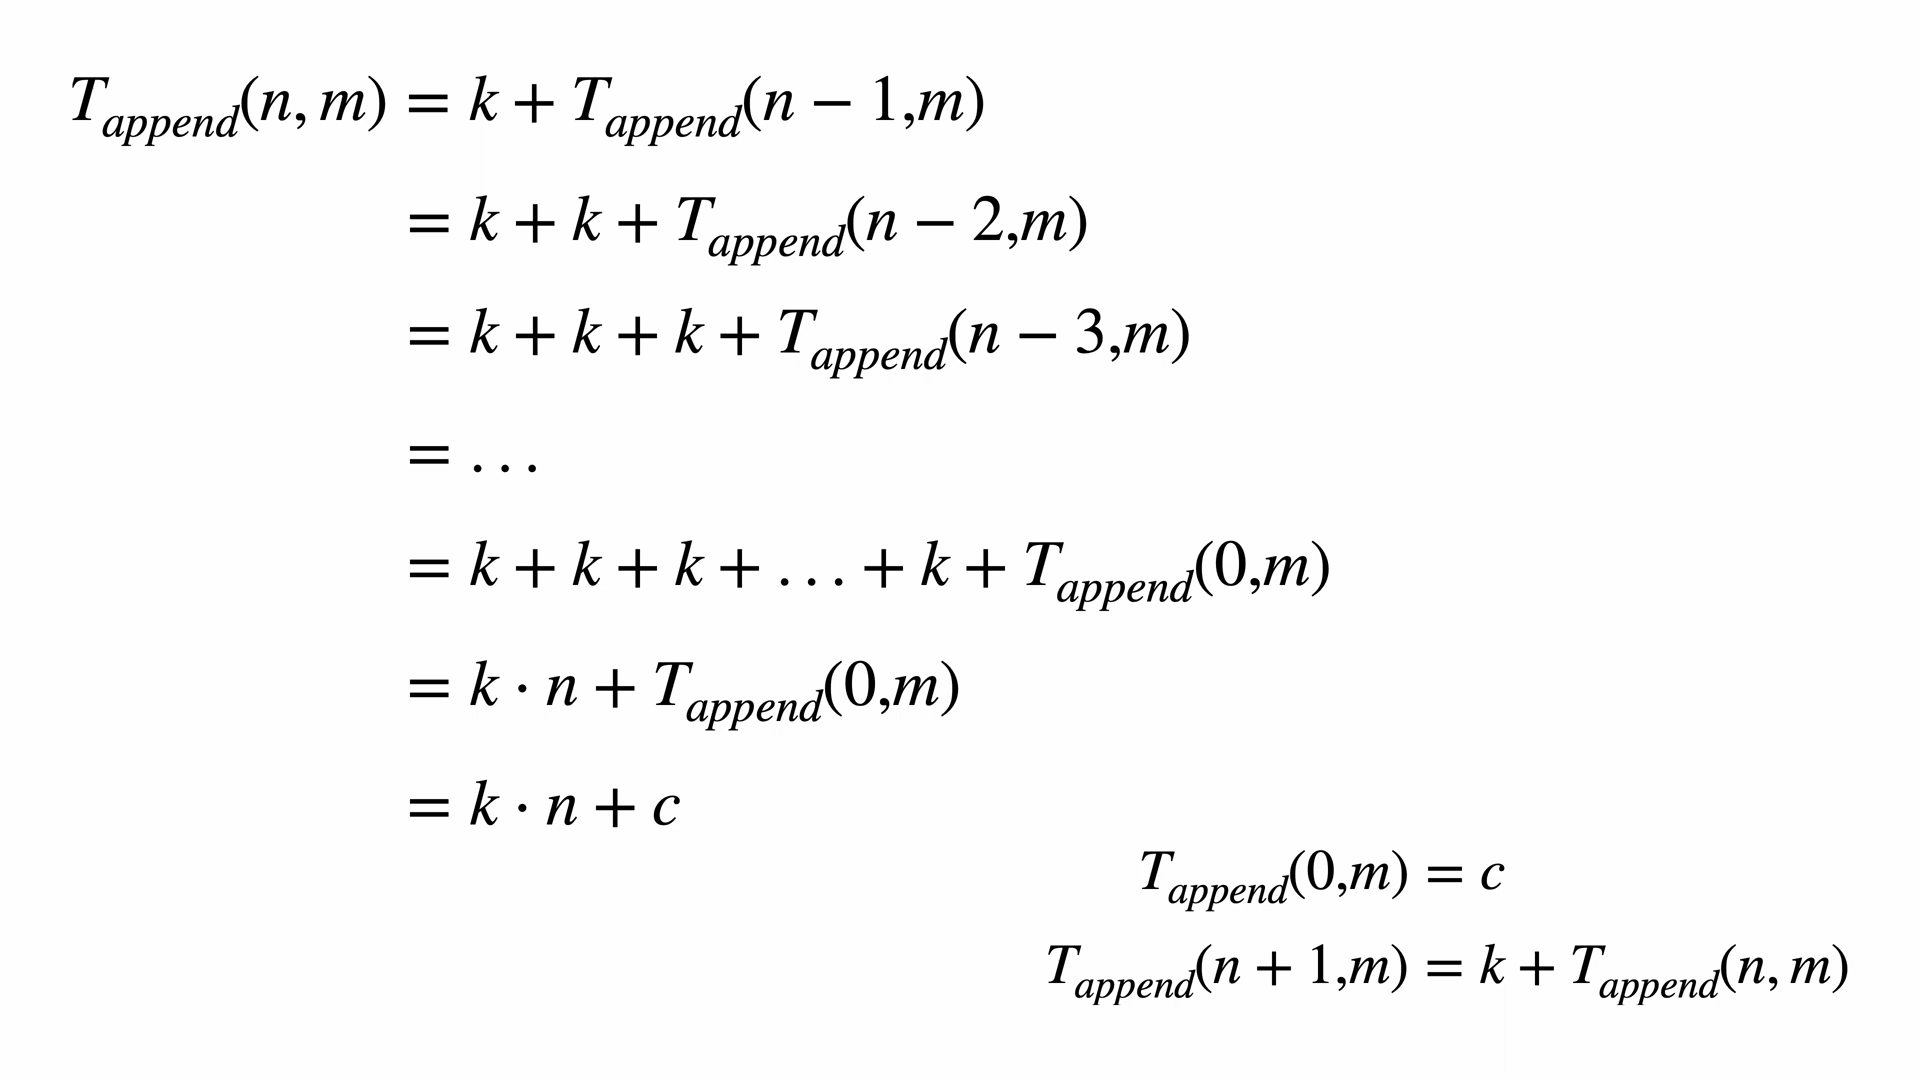 T_append(n, m) = k + T_append(n − 1,m)
= k + k + T_append(n − 2,m)
= k + k + k + T_append(n − 3,m)
= …
= k + k + k + … + k + T_append(0,m)
= k · n + T_append(0,m)
= k · n + c
T_append(0,m) = c
T_append(n + 1,m) = k + T_append(n, m)